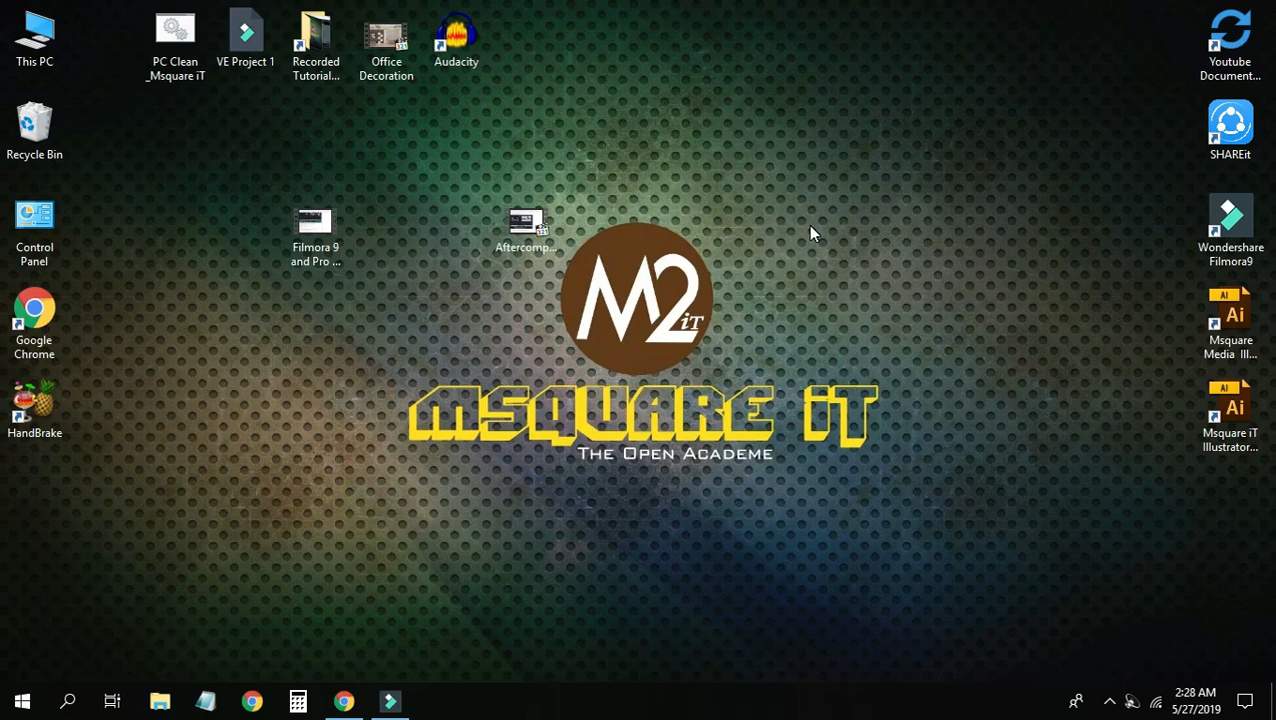 This PC
PC Clean
_Msquare iT
VE Project 1
Recorded
Tutorial...
Office
Decoration
Audacity
Youtube
Document...
Recycle Bin
SHAREit
Control
Panel
Filmora 9
and Pro ...
Aftercomp...
Wondershare
Filmora9
Google
Chrome
M2
iT
Ai
Msquare
Media Ill...
HandBrake
MSQUARE iT
The Open Academe
Ai
Msquare iT
Illustrator...
2:28 AM
5/27/2019